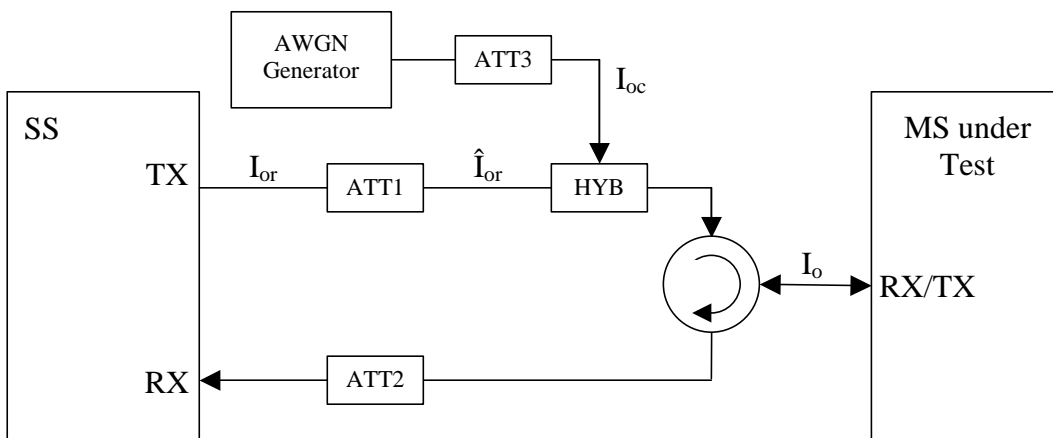 AWGN
Generator
ATT3
I_oc
SS
MS under
Test
TX
I_or
ATT1
Î_or
HYB
I_o
RX/TX
RX
ATT2